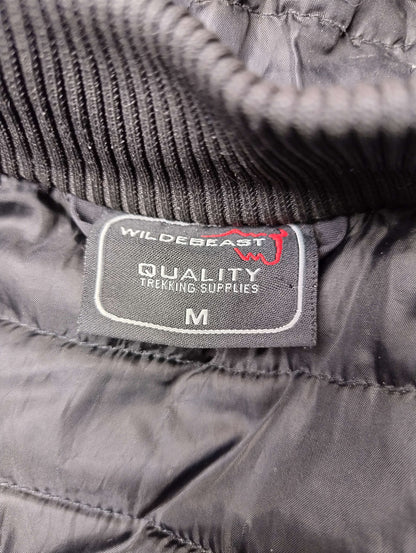 WILDEBEAST
QUALITY
TREKKING SUPPLIES
M